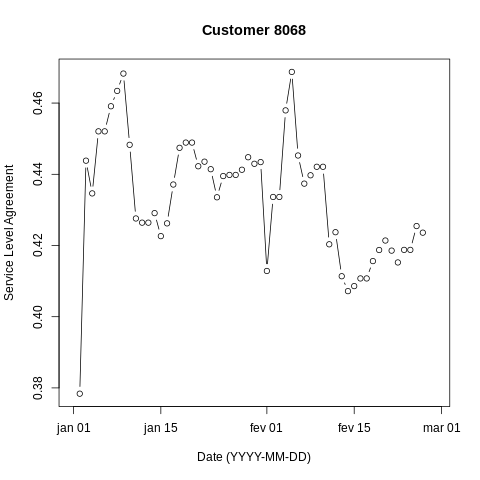 Customer 8068
Service Level Agreement
0.46
0.44
0.42
0.40
0.38
jan 01
jan 15
fev 01
fev 15
mar 01
Date (YYYY-MM-DD)